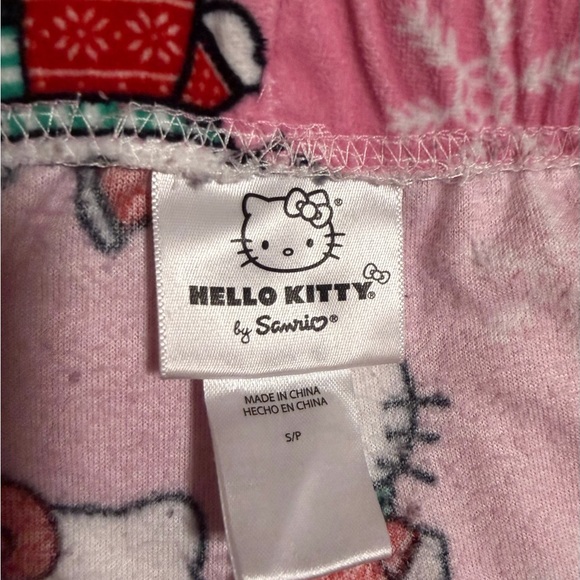 ®
HELLO KITTY®
by Sanrio®
MADE IN CHINA
HECHO EN CHINA
S/P